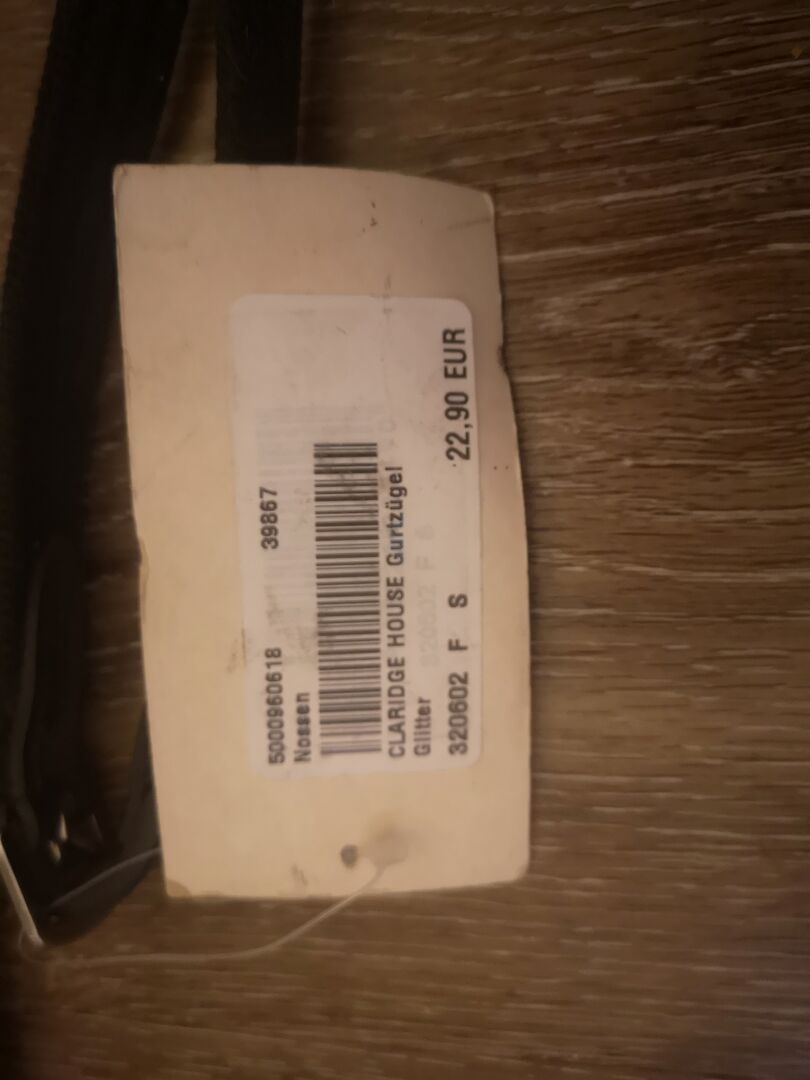 5000960618 39867
Nossen
CLARIDGE HOUSE Gurtzügel
Glitter
320602 F S 22,90 EUR